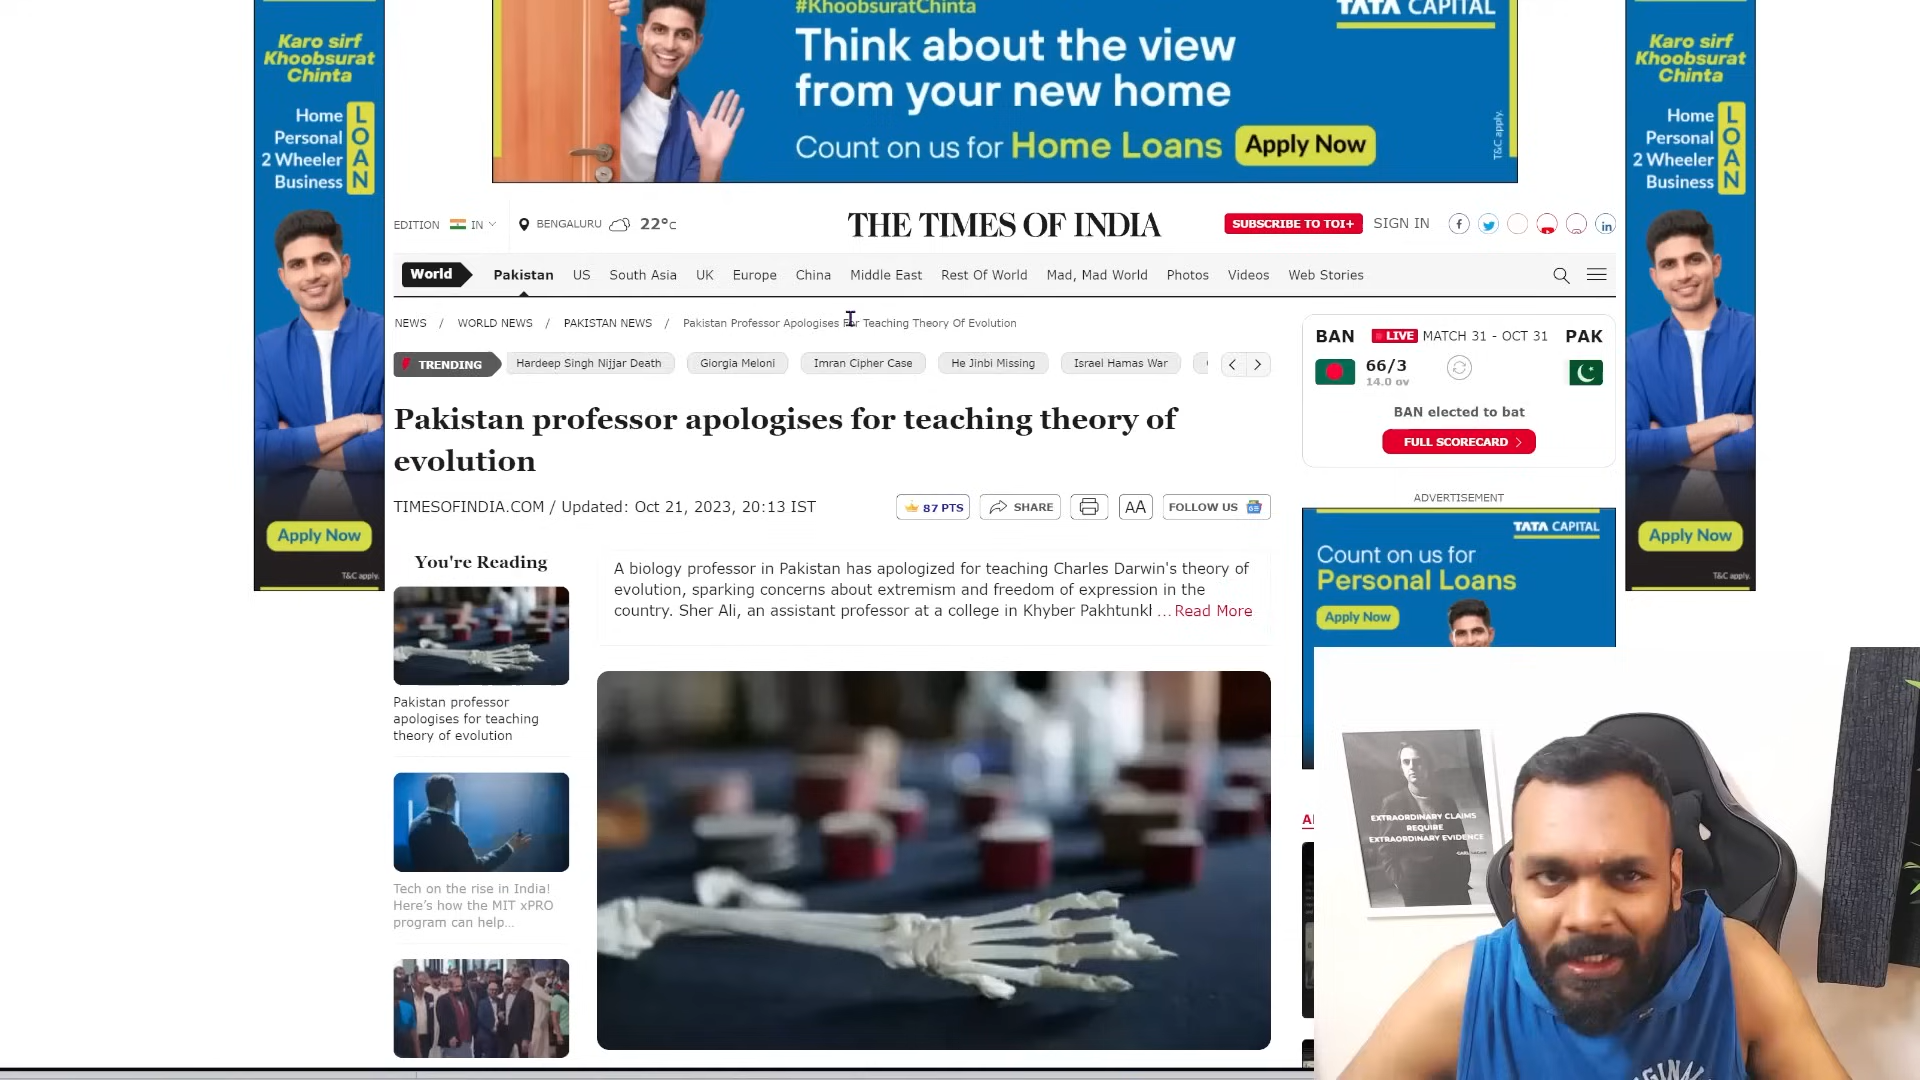 Karo sirf
Khoobsurat
Chinta
Home
Personal
2 Wheeler
Business
LOAN
Apply Now
T&C apply.
#KhoobsuratChinta
TATA CAPITAL
Think about the view
from your new home
Count on us for Home Loans Apply Now
T&C apply.
Karo sirf
Khoobsurat
Chinta
Home
Personal
2 Wheeler
Business
LOAN
Apply Now
T&C apply.
EDITION IN BENGALURU 22°C
THE TIMES OF INDIA
SUBSCRIBE TO TOI+ SIGN IN
World Pakistan US South Asia UK Europe China Middle East Rest Of World Mad, Mad World Photos Videos Web Stories
NEWS / WORLD NEWS / PAKISTAN NEWS / Pakistan Professor Apologises For Teaching Theory Of Evolution
TRENDING Hardeep Singh Nijjar Death Giorgia Meloni Imran Cipher Case He Jinbi Missing Israel Hamas War
Pakistan professor apologises for teaching theory of
evolution
TIMESOFINDIA.COM / Updated: Oct 21, 2023, 20:13 IST
87 PTS SHARE AA FOLLOW US
You're Reading
Pakistan professor
apologises for teaching
theory of evolution
Tech on the rise in India!
Here's how the MIT xPRO
program can help...
A biology professor in Pakistan has apologized for teaching Charles Darwin's theory of
evolution, sparking concerns about extremism and freedom of expression in the
country. Sher Ali, an assistant professor at a college in Khyber Pakhtunkh ... Read More
BAN LIVE MATCH 31 - OCT 31 PAK
66/3
14.0 ov
BAN elected to bat
FULL SCORECARD
ADVERTISEMENT
TATA CAPITAL
Count on us for
Personal Loans
Apply Now
EXTRAORDINARY CLAIMS
REQUIRE
EXTRAORDINARY EVIDENCE